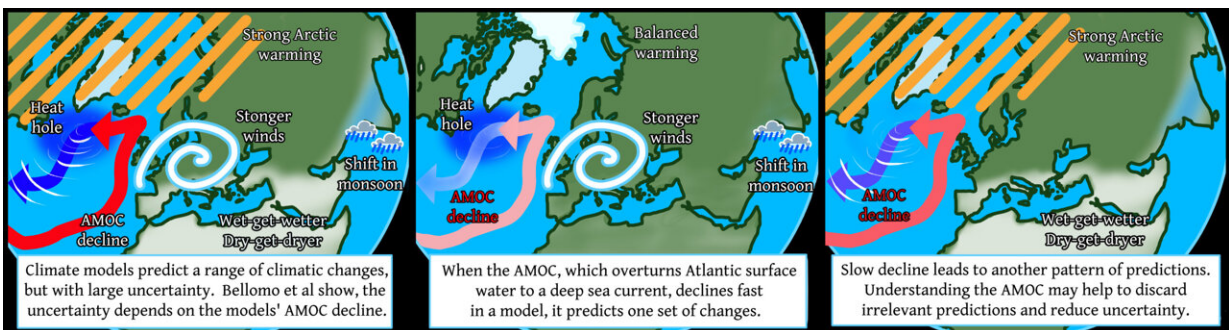 Strong Arctic
warming
Heat
hole
Stonger
winds
Shift in
monsoon
AMOC
decline
Wet-get-wetter
Dry-get-dryer
Climate models predict a range of climatic changes,
but with large uncertainty. Bellomo et al show, the
uncertainty depends on the models' AMOC decline.
Balanced
warming
Heat
hole
Stonger
winds
Shift in
monsoon
AMOC
decline
When the AMOC, which overturns Atlantic surface
water to a deep sea current, declines fast
in a model, it predicts one set of changes.
Strong Arctic
warming
AMOC
decline
Wet-get-wetter
Dry-get-dryer
Slow decline leads to another pattern of predictions.
Understanding the AMOC may help to discard
irrelevant predictions and reduce uncertainty.